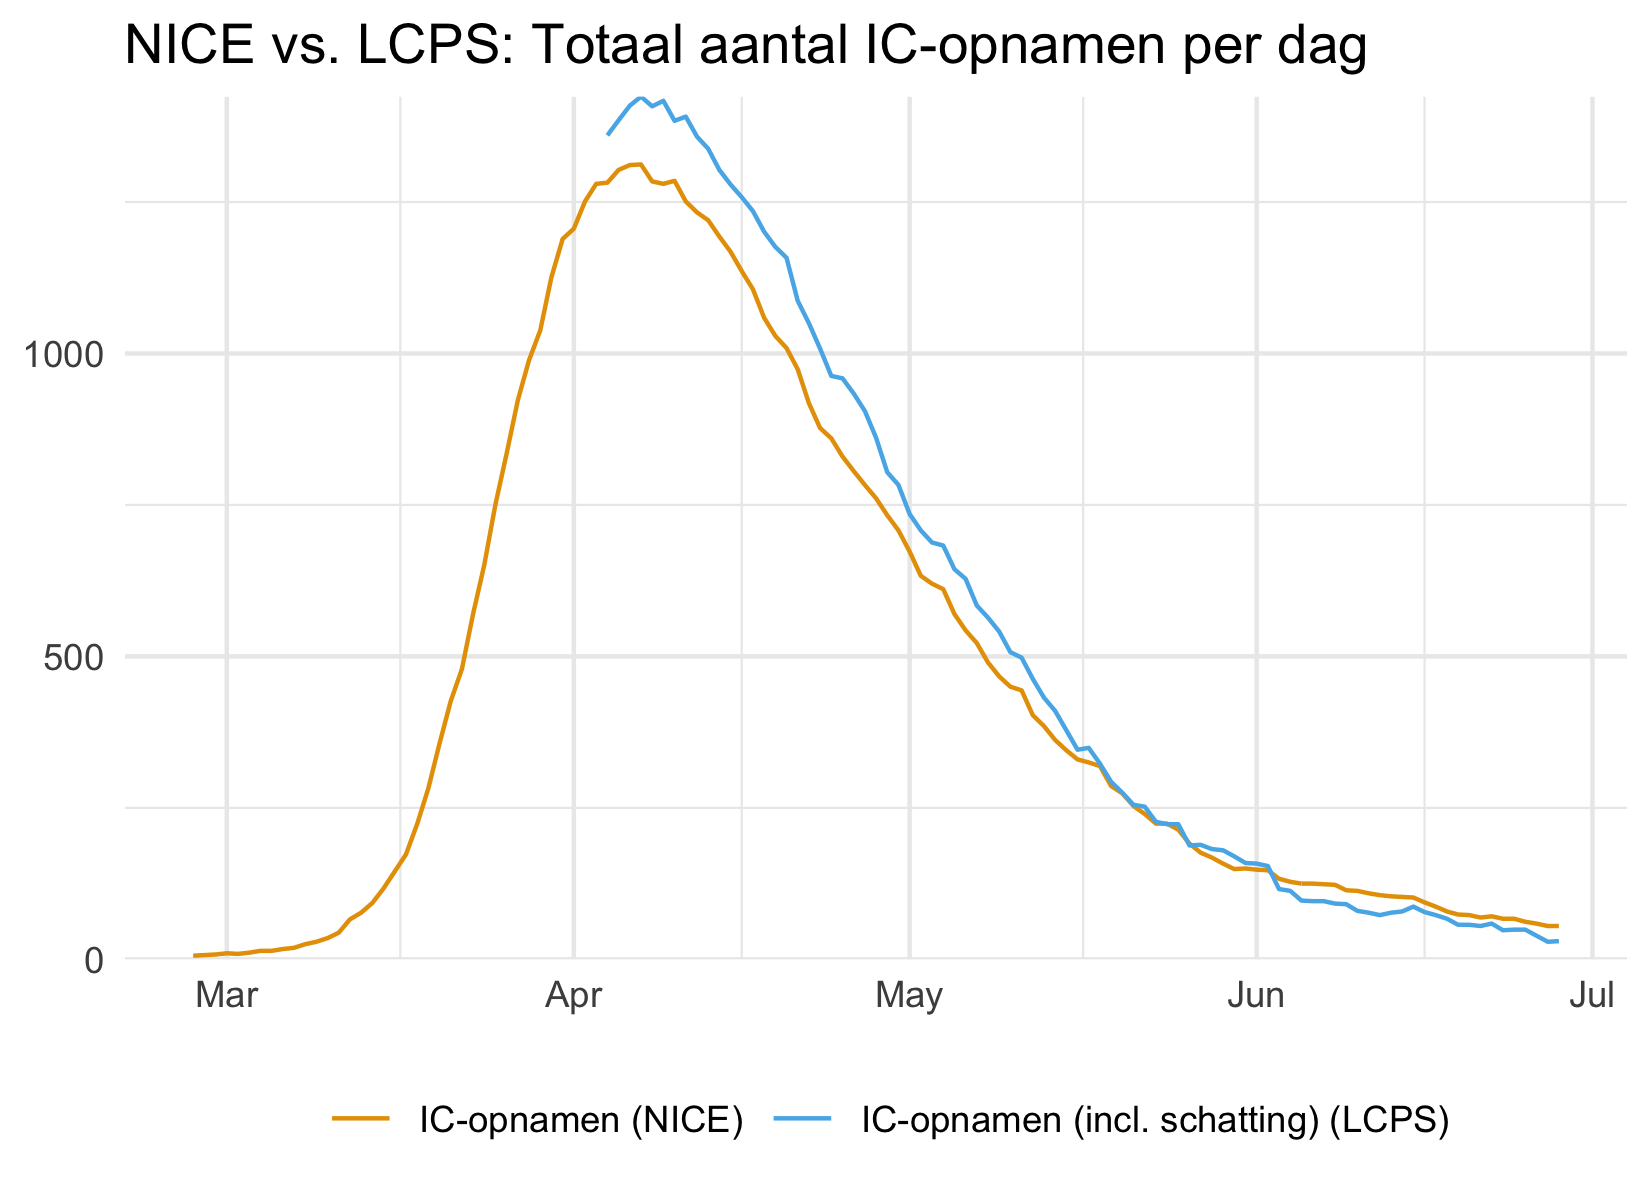 NICE vs. LCPS: Totaal aantal IC-opnamen per dag
1000
500
0
Mar Apr May Jun Jul
IC-opnamen (NICE) IC-opnamen (incl. schatting) (LCPS)